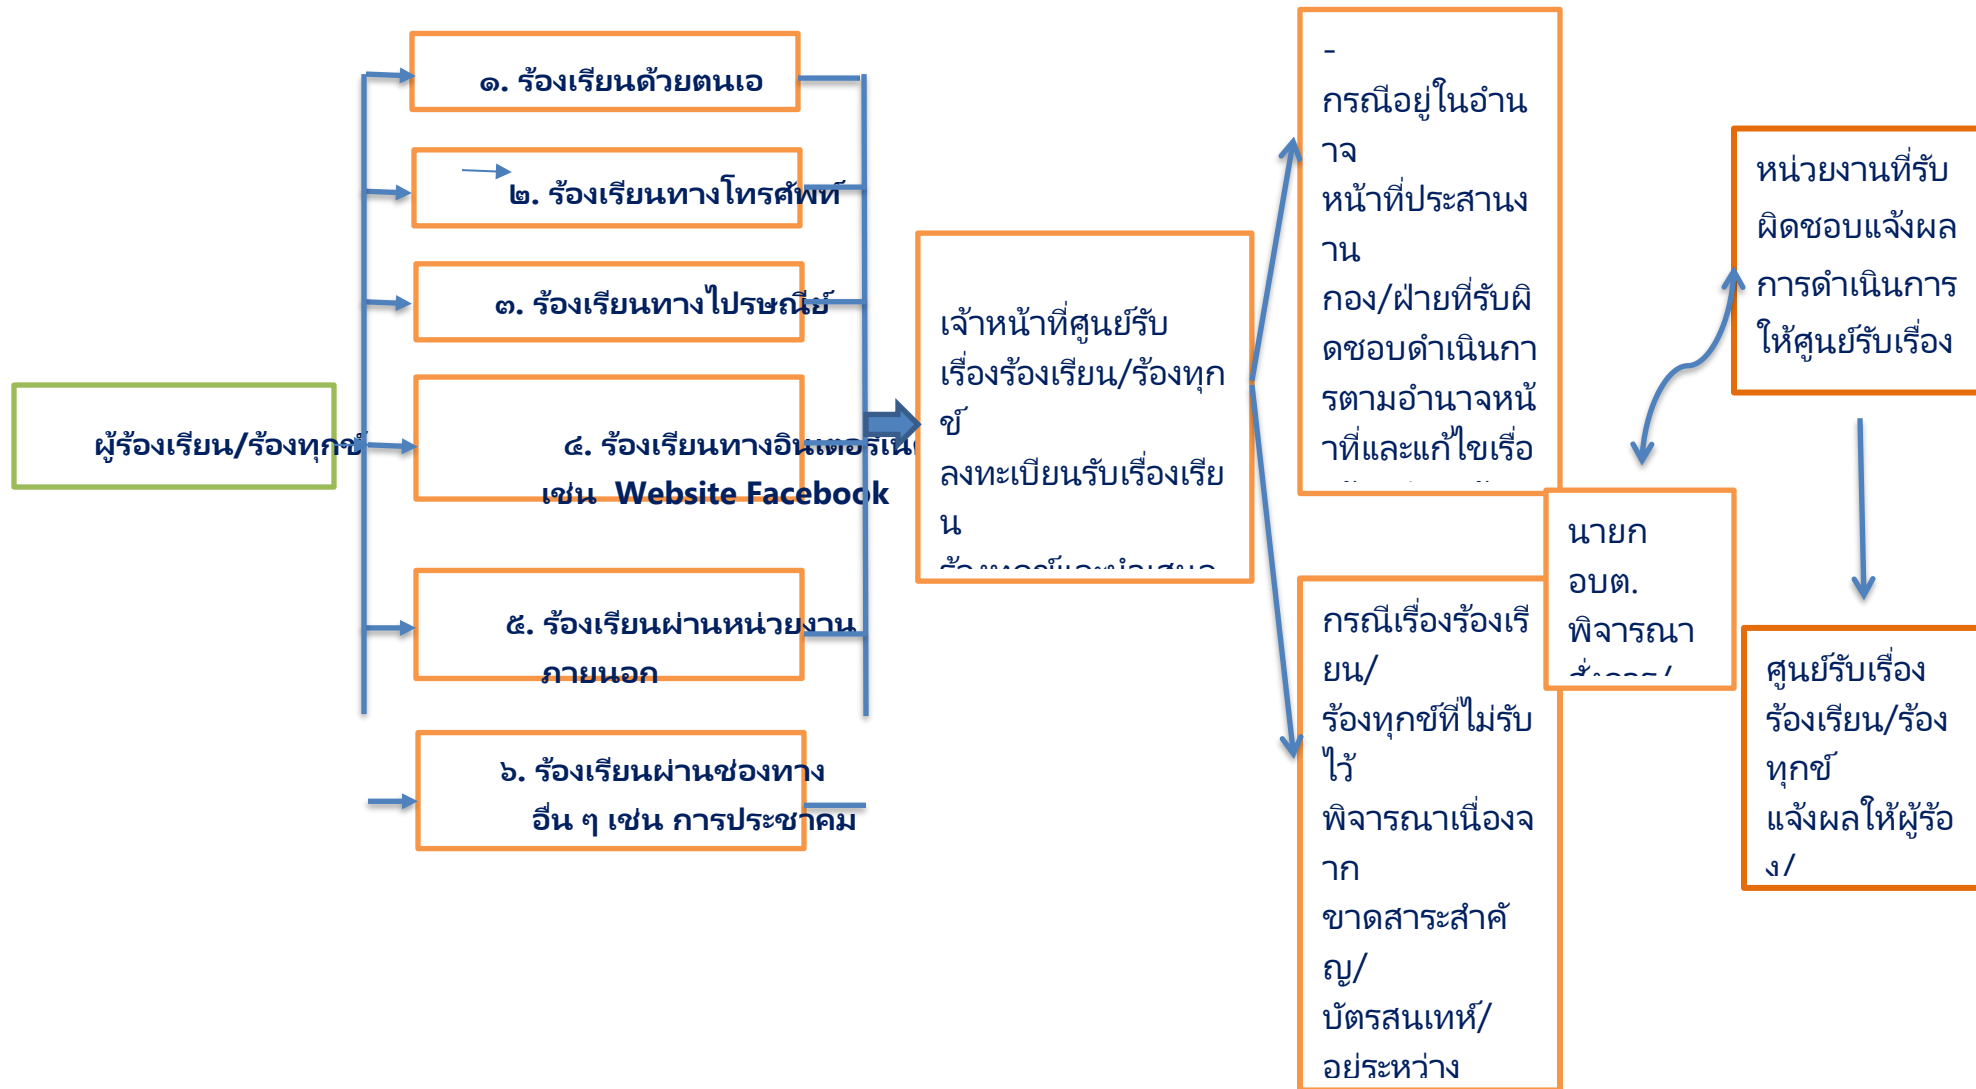 ผู้ร้องเรียน/ร้องทุกข์
๑. ร้องเรียนด้วยตนเอ
๒. ร้องเรียนทางโทรศัพท์
๓. ร้องเรียนทางไปรษณีย์
๔. ร้องเรียนทางอินเตอร์เน็
เช่น Website Facebook
๕. ร้องเรียนผ่านหน่วยงาน
ภายนอก
๖. ร้องเรียนผ่านช่องทาง
อื่น ๆ เช่น การประชาคม
เจ้าหน้าที่ศูนย์รับ
เรื่องร้องเรียน/ร้องทุก
ข์
ลงทะเบียนรับเรื่องเรีย
น
ร้องทุกข์และนำเสนอ
-
กรณีอยู่ในอำน
าจ
หน้าที่ประสานง
าน
กอง/ฝ่ายที่รับผิ
ดชอบดำเนินกา
รตามอำนาจหน้
าที่และแก้ไขเรื่อ
กรณีเรื่องร้องเรี
ยน/
ร้องทุกข์ที่ไม่รับ
ไว้
พิจารณาเนื่องจ
าก
ขาดสาระสำคั
ญ/
บัตรสนเทห์/
อยู่ระหว่าง
นายก
อบต.
พิจารณา
สั่งการ/
หน่วยงานที่รับ
ผิดชอบแจ้งผล
การดำเนินการ
ให้ศูนย์รับเรื่อง
ศูนย์รับเรื่อง
ร้องเรียน/ร้อง
ทุกข์
แจ้งผลให้ผู้ร้อ
ง/